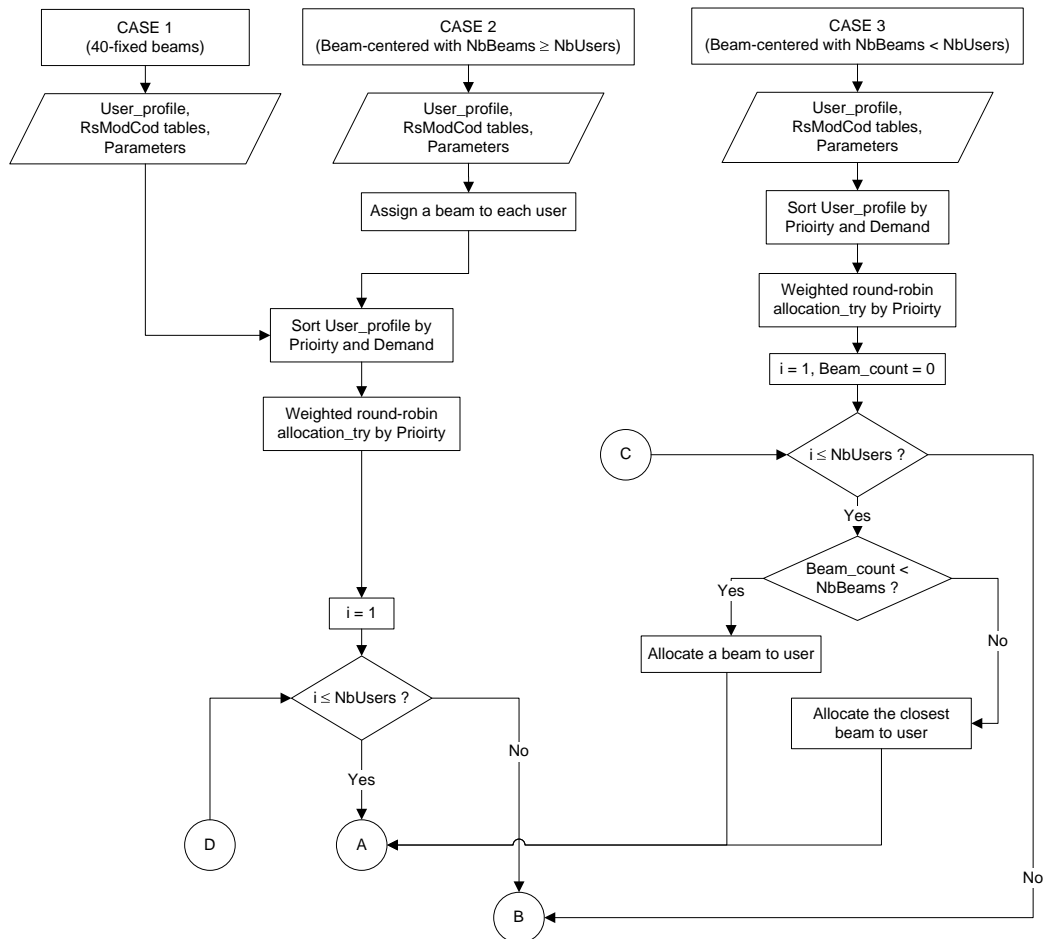 CASE 1
(40-fixed beams)
User_profile,
RsModCod tables,
Parameters
CASE 2
(Beam-centered with NbBeams ≥ NbUsers)
User_profile,
RsModCod tables,
Parameters
Assign a beam to each user
Sort User_profile by
Prioirty and Demand
Weighted round-robin
allocation_try by Prioirty
i = 1
i ≤ NbUsers ?
No
Yes
D
A
B
CASE 3
(Beam-centered with NbBeams < NbUsers)
User_profile,
RsModCod tables,
Parameters
Sort User_profile by
Prioirty and Demand
Weighted round-robin
allocation_try by Prioirty
i = 1, Beam_count = 0
C
i ≤ NbUsers ?
Yes
Beam_count <
NbBeams ?
Yes
No
Allocate a beam to user
Allocate the closest
beam to user
No